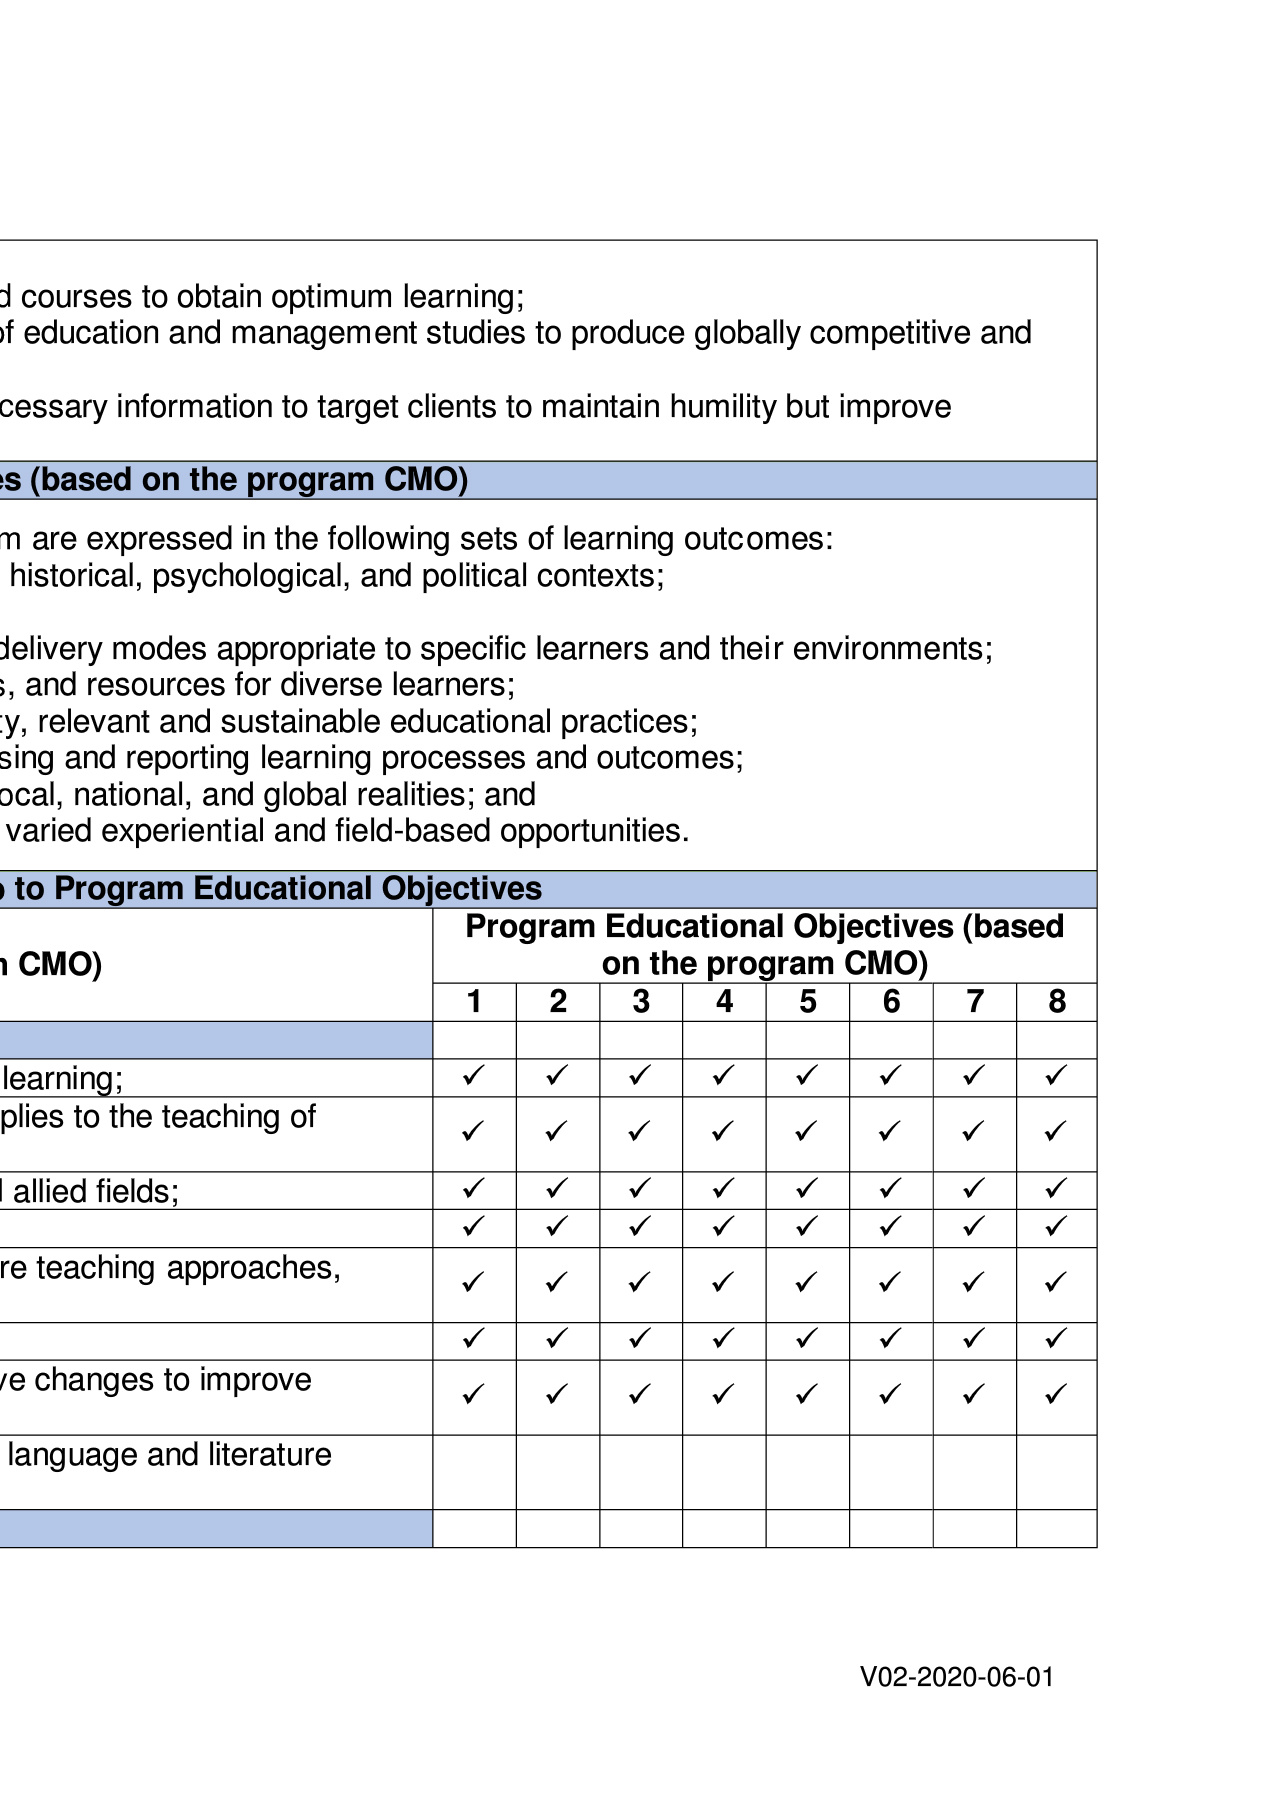 d courses to obtain optimum learning;
of education and management studies to produce globally competitive and
cessary information to target clients to maintain humility but improve
es (based on the program CMO)
m are expressed in the following sets of learning outcomes:
historical, psychological, and political contexts;
delivery modes appropriate to specific learners and their environments;
s, and resources for diverse learners;
ty, relevant and sustainable educational practices;
sing and reporting learning processes and outcomes;
ocal, national, and global realities; and
varied experiential and field-based opportunities.
p to Program Educational Objectives
m CMO)
Program Educational Objectives (based
on the program CMO)
1 2 3 4 5 6 7 8
learning; ✓ ✓ ✓ ✓ ✓ ✓ ✓ ✓
plies to the teaching of
✓ ✓ ✓ ✓ ✓ ✓ ✓ ✓
d allied fields; ✓ ✓ ✓ ✓ ✓ ✓ ✓ ✓
✓ ✓ ✓ ✓ ✓ ✓ ✓ ✓
re teaching approaches,
✓ ✓ ✓ ✓ ✓ ✓ ✓ ✓
✓ ✓ ✓ ✓ ✓ ✓ ✓ ✓
ve changes to improve
✓ ✓ ✓ ✓ ✓ ✓ ✓ ✓
language and literature
V02-2020-06-01